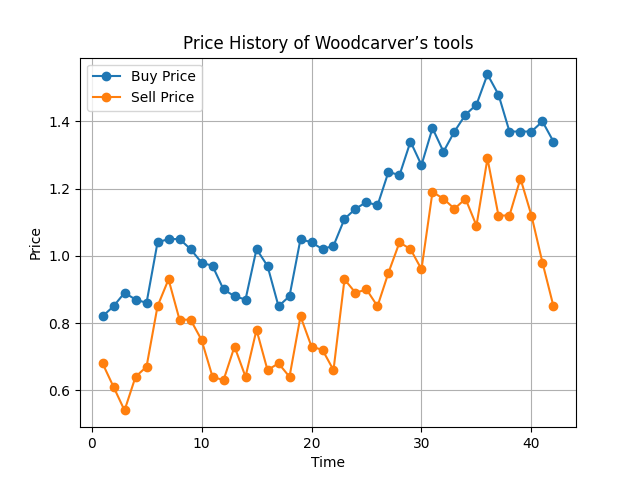 Price History of Woodcarver’s tools
Buy Price
Sell Price
1.4
1.2
1.0
0.8
0.6
Price
0
10
20
30
40
Time